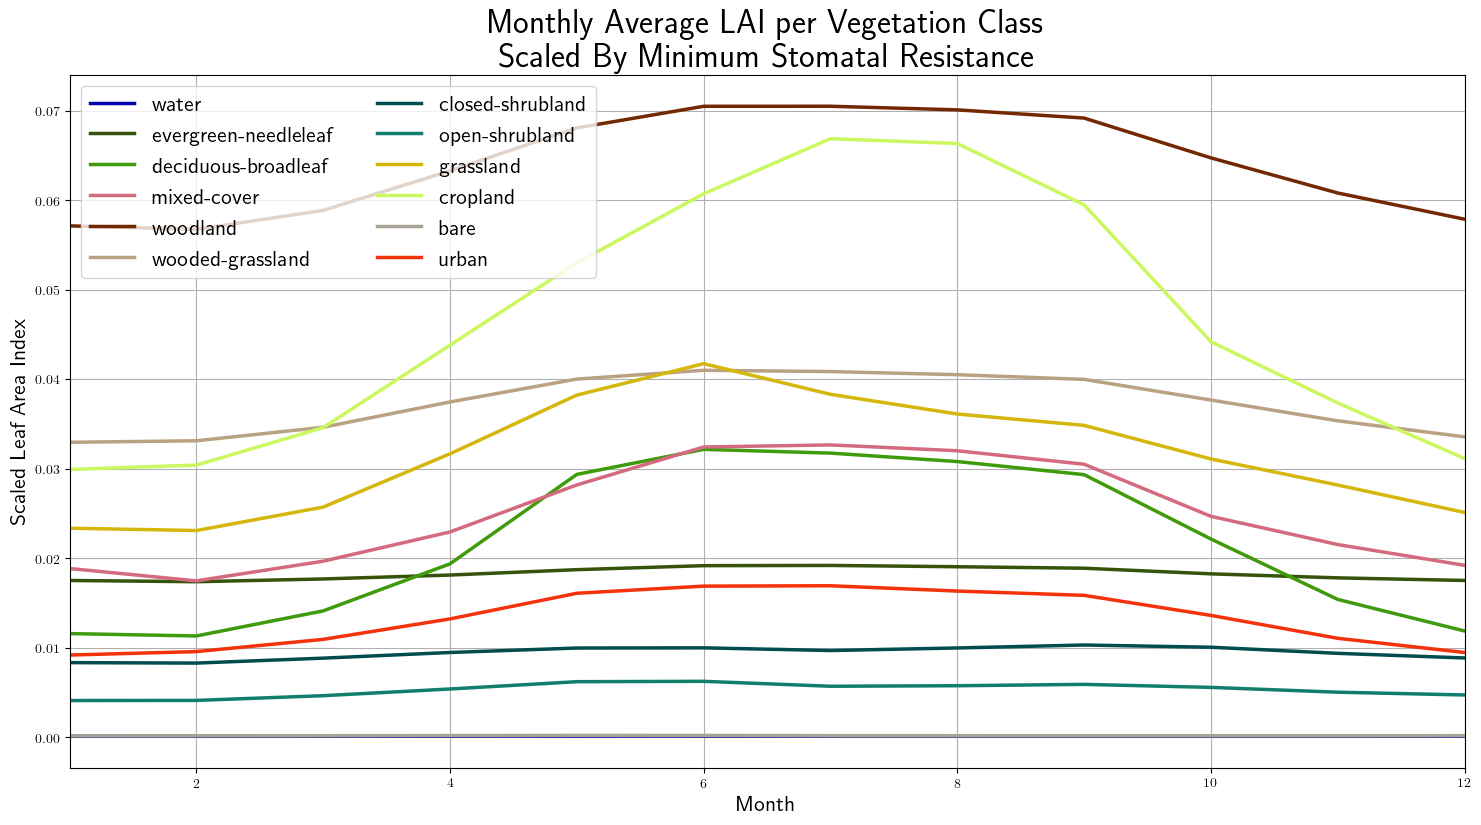 Monthly Average LAI per Vegetation Class
Scaled By Minimum Stomatal Resistance
water
evergreen-needleleaf
deciduous-broadleaf
mixed-cover
woodland
wooded-grassland
closed-shrubland
open-shrubland
grassland
cropland
bare
urban
Scaled Leaf Area Index
0.07
0.06
0.05
0.04
0.03
0.02
0.01
0.00
2 4 6 8 10 12
Month